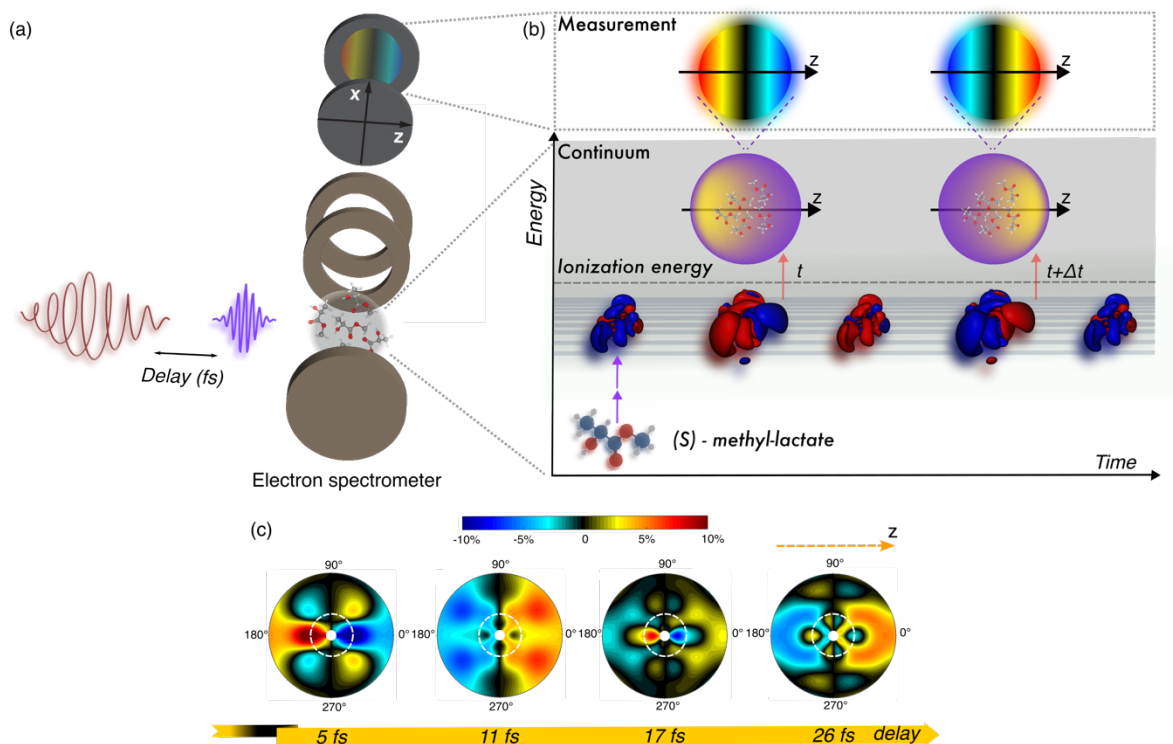 (a)
Delay (fs)
x
z
Electron spectrometer
(b)
Measurement
z
z
Continuum
z
z
Energy
Ionization energy
t
t+Δt
(S) - methyl-lactate
Time
(c)
-10%
-5%
0
5%
10%
z
90°
90°
90°
90°
180°
0°
180°
0°
180°
0°
180°
0°
270°
270°
270°
270°
5 fs
11 fs
17 fs
26 fs
delay